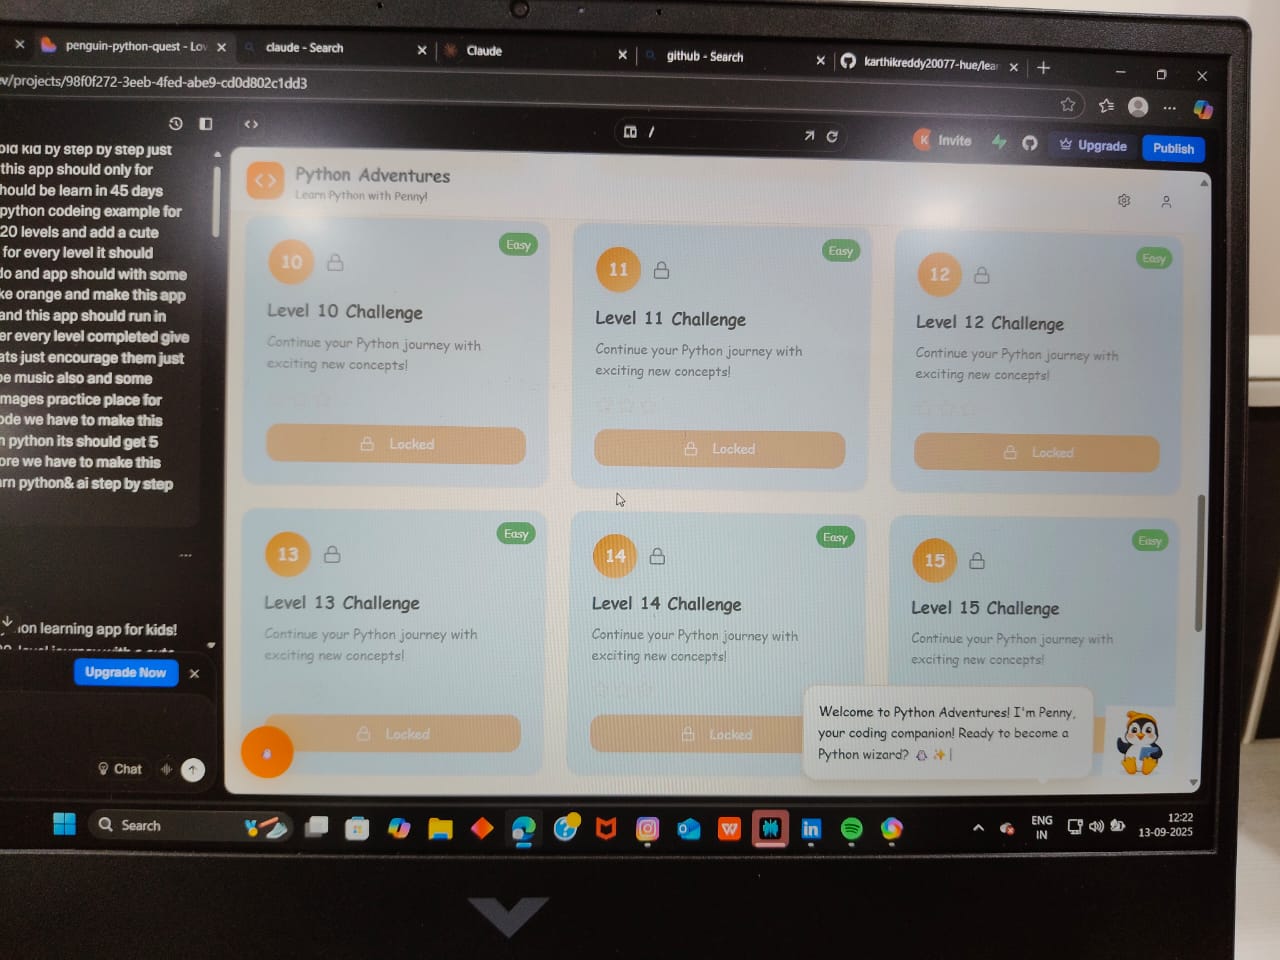 penguin-python-quest - Lov
claude - Search
Claude
github - Search
karthikreddy20077-hue/lear
ev/projects/98f0f272-3eeb-4fed-abe9-cd0d802c1dd3
/
K Invite
Upgrade
Publish
old kid by step by step just
this app should only for
hould be learn in 45 days
python codeing example for
20 levels and add a cute
for every level it should
do and app should with some
ke orange and make this app
and this app should run in
er every level completed give
ats just encourage them just
be music also and some
mages practice place for
ode we have to make this
n python its should get 5
ore we have to make this
arn python& ai step by step
...
ion learning app for kids!
Upgrade Now
Chat
Python Adventures
Learn Python with Penny!
10
Easy
Level 10 Challenge
Continue your Python journey with
exciting new concepts!
Locked
11
Easy
Level 11 Challenge
Continue your Python journey with
exciting new concepts!
Locked
12
Easy
Level 12 Challenge
Continue your Python journey with
exciting new concepts!
Locked
13
Easy
Level 13 Challenge
Continue your Python journey with
exciting new concepts!
Locked
14
Easy
Level 14 Challenge
Continue your Python journey with
exciting new concepts!
Locked
15
Easy
Level 15 Challenge
Continue your Python journey with
exciting new concepts!
Welcome to Python Adventures! I'm Penny,
your coding companion! Ready to become a
Python wizard? 🐧 ✨ |
Search
ENG
IN
12:22
13-09-2025